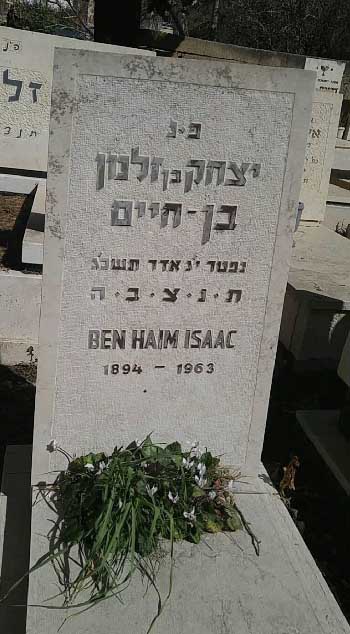 פ.נ
יצחק בן זלמן
בן-חיים
נפטר י"ג אדר תשכ"ג
ת.נ.צ.ב.ה
BEN HAIM ISAAC
1894 - 1963